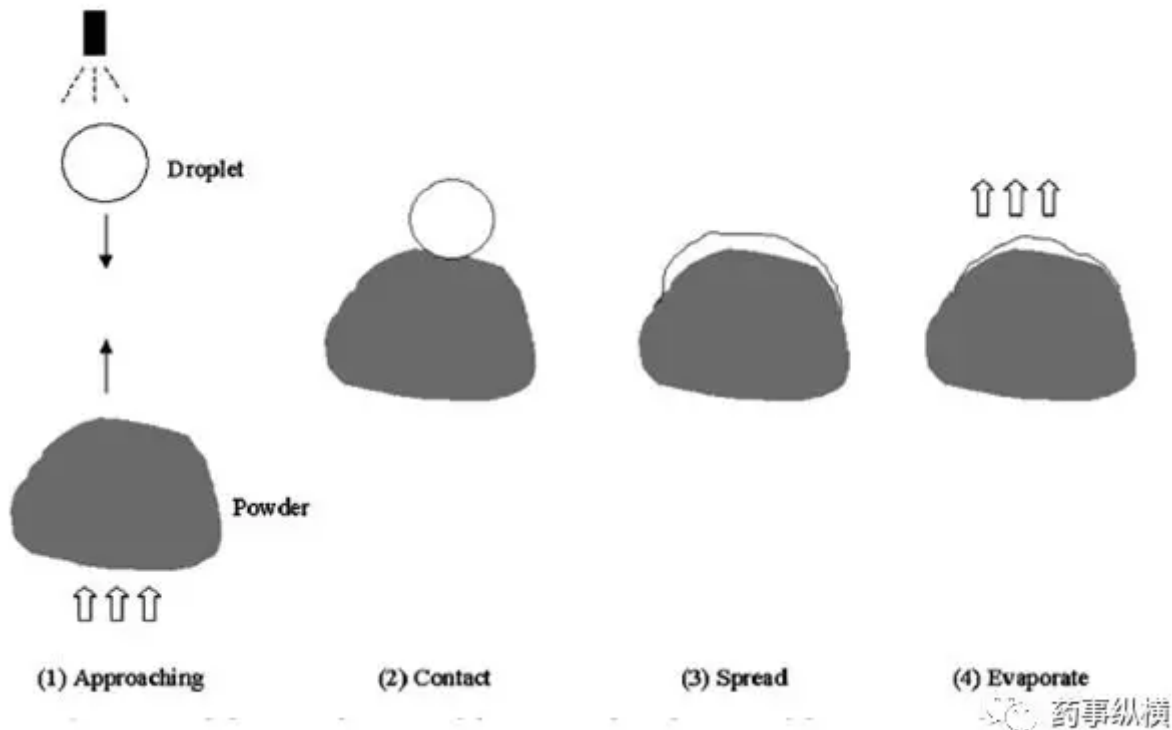 Droplet
Powder
(1) Approaching
(2) Contact
(3) Spread
(4) Evaporate
药事纵横